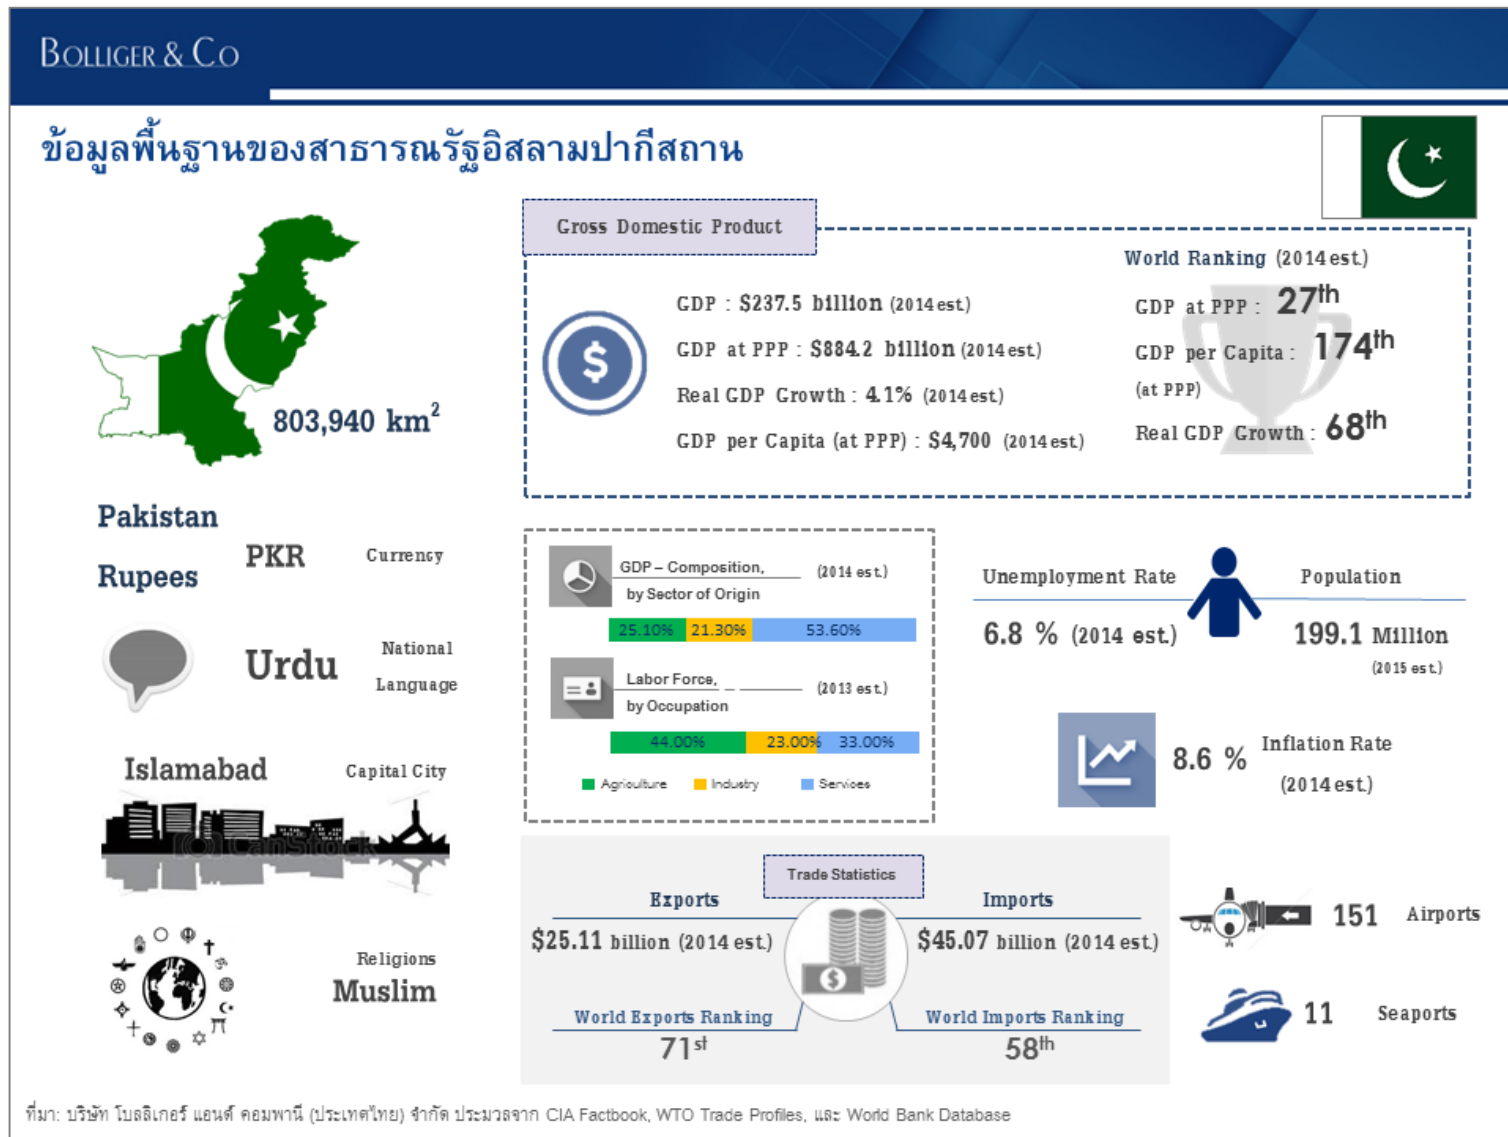 BOLLIGER & CO
ข้อมูลพื้นฐานของสาธารณรัฐอิสลามปากีสถาน
803,940 km²
Pakistan
Rupees
PKR
Currency
Urdu
National
Language
Islamabad
Capital City
CanStock
Religions
Muslim
Gross Domestic Product
GDP : $237.5 billion (2014 est.)
GDP at PPP : $884.2 billion (2014 est.)
Real GDP Growth : 4.1% (2014 est.)
GDP per Capita (at PPP) : $4,700 (2014 est.)
World Ranking (2014 est.)
GDP at PPP : 27th
GDP per Capita : 174th
(at PPP)
Real GDP Growth : 68th
GDP – Composition,
by Sector of Origin
(2014 est.)
25.10% 21.30% 53.60%
Labor Force,
by Occupation
(2013 est.)
44.00% 23.00% 33.00%
Agriculture Industry Services
Unemployment Rate
6.8 % (2014 est.)
Population
199.1 Million
(2015 est.)
8.6 %
Inflation Rate
(2014 est.)
Trade Statistics
Exports
$25.11 billion (2014 est.)
World Exports Ranking
71st
Imports
$45.07 billion (2014 est.)
World Imports Ranking
58th
151 Airports
11 Seaports
ที่มา: บริษัท โบลลิเกอร์ แอนด์ คอมพานี (ประเทศไทย) จำกัด ประมวลจาก CIA Factbook, WTO Trade Profiles, และ World Bank Database